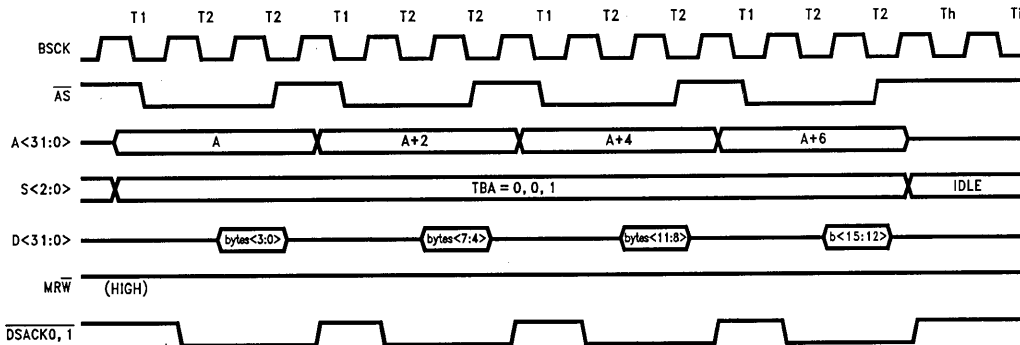 T1 T2 T2 T1 T2 T2 T1 T2 T2 T1 T2 T2 Th Ti
BSCK
AS
A<31:0> A A+2 A+4 A+6
S<2:0> TBA = 0, 0, 1 IDLE
D<31:0> bytes<3:0> bytes<7:4> bytes<11:8> b<15:12>
MRW (HIGH)
DSACK0, 1